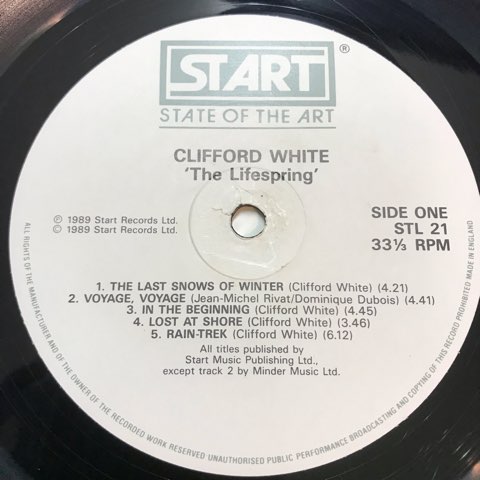 START®
STATE OF THE ART
CLIFFORD WHITE
'The Lifespring'
℗ 1989 Start Records Ltd.
© 1989 Start Records Ltd.
SIDE ONE
STL 21
33⅓ RPM
1. THE LAST SNOWS OF WINTER (Clifford White) (4.21)
2. VOYAGE, VOYAGE (Jean-Michel Rivat/Dominique Dubois) (4.41)
3. IN THE BEGINNING (Clifford White) (4.45)
4. LOST AT SHORE (Clifford White) (3.46)
5. RAIN-TREK (Clifford White) (6.12)
All titles published by
Start Music Publishing Ltd.,
except track 2 by Minder Music Ltd.
ALL RIGHTS OF THE MANUFACTURER AND OF THE OWNER OF THE RECORDED WORK RESERVED UNAUTHORISED PUBLIC PERFORMANCE BROADCASTING AND COPYING OF THIS RECORD PROHIBITED MADE IN ENGLAND